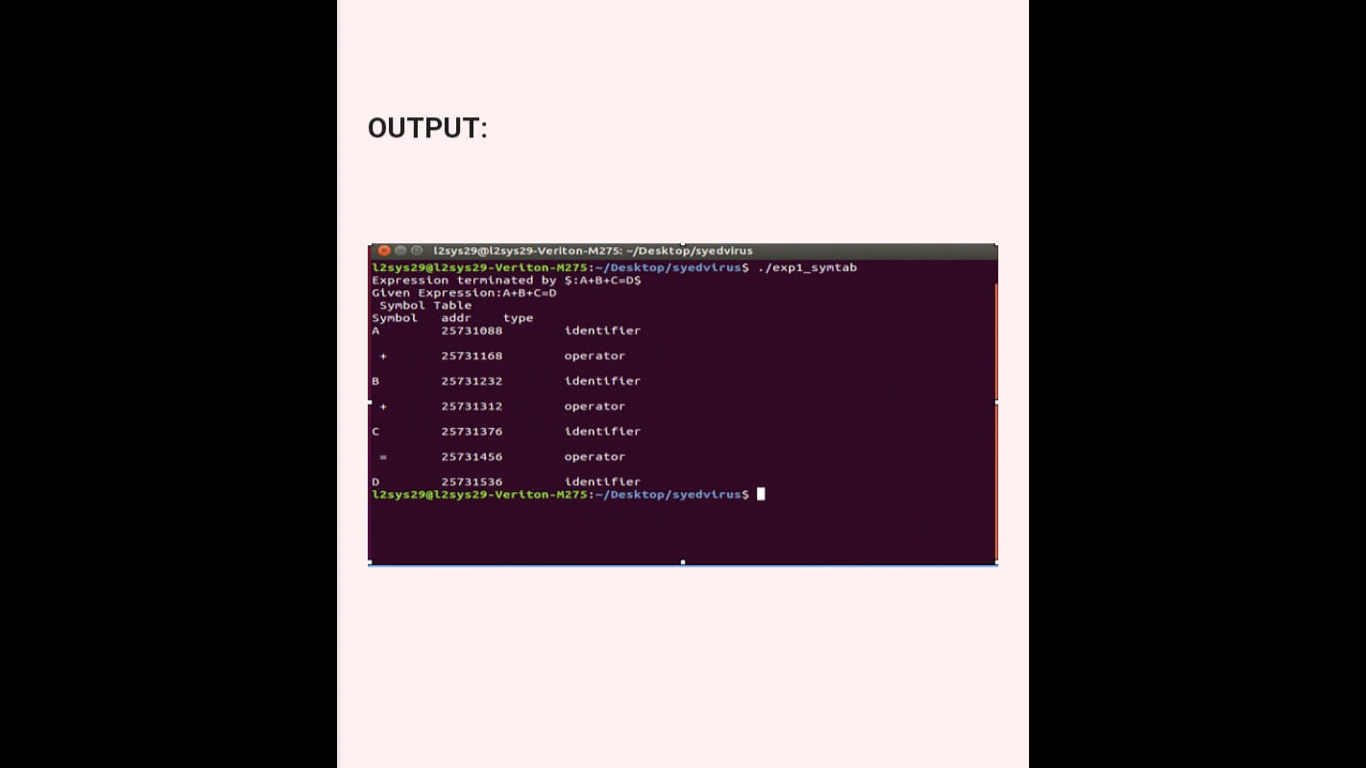 OUTPUT:
l2sys29@l2sys29-Veriton-M275: ~/Desktop/syedvirus
l2sys29@l2sys29-Veriton-M275:~/Desktop/syedvirus$ ./exp1_symtab
Expression terminated by $:A+B+C=D$
Given Expression:A+B+C=D
Symbol Table
Symbol addr type
A 25731088 identifier
+ 25731168 operator
B 25731232 identifier
+ 25731312 operator
C 25731376 identifier
= 25731456 operator
D 25731536 identifier
l2sys29@l2sys29-Veriton-M275:~/Desktop/syedvirus$